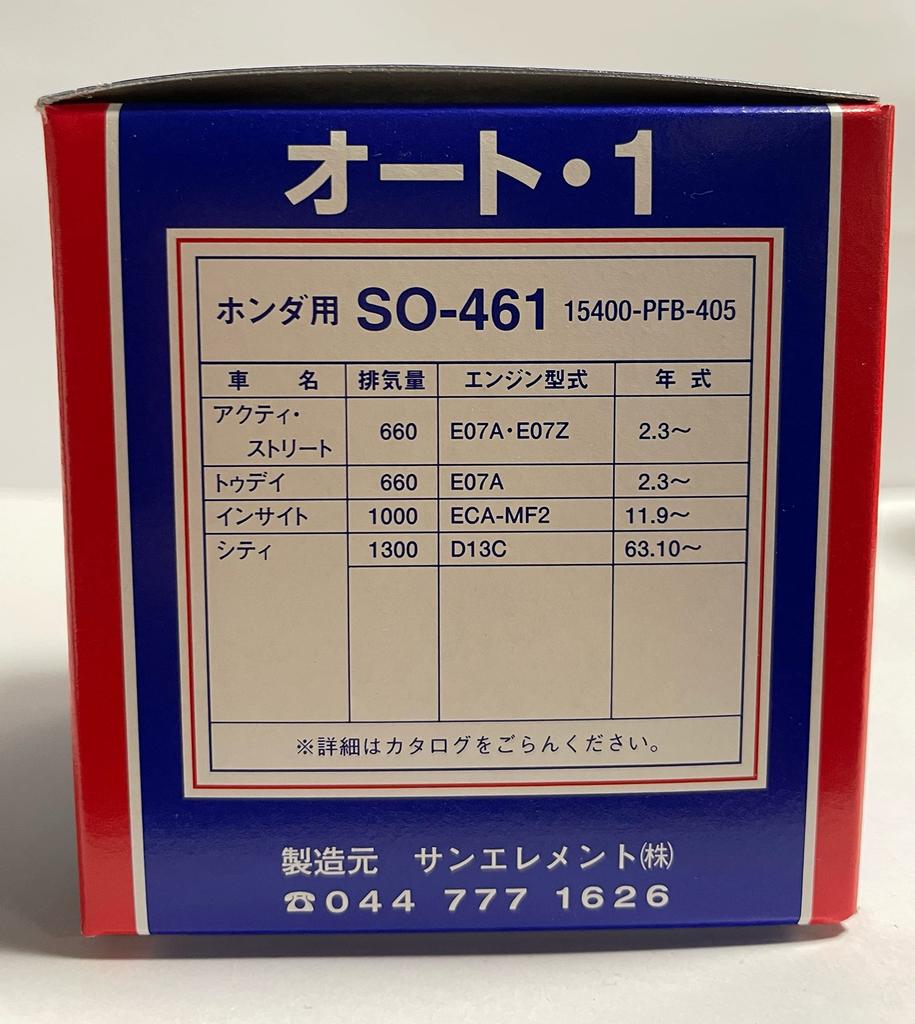 オート・1
ホンダ用 SO-461 15400-PFB-405
車 名 排気量 エンジン型式 年 式
アクティ・
ストリート 660 E07A・E07Z 2.3〜
トゥデイ 660 E07A 2.3〜
インサイト 1000 ECA-MF2 11.9〜
シティ 1300 D13C 63.10〜
※詳細はカタログをごらんください。
製造元 サンエレメント㈱
☎044 777 1626